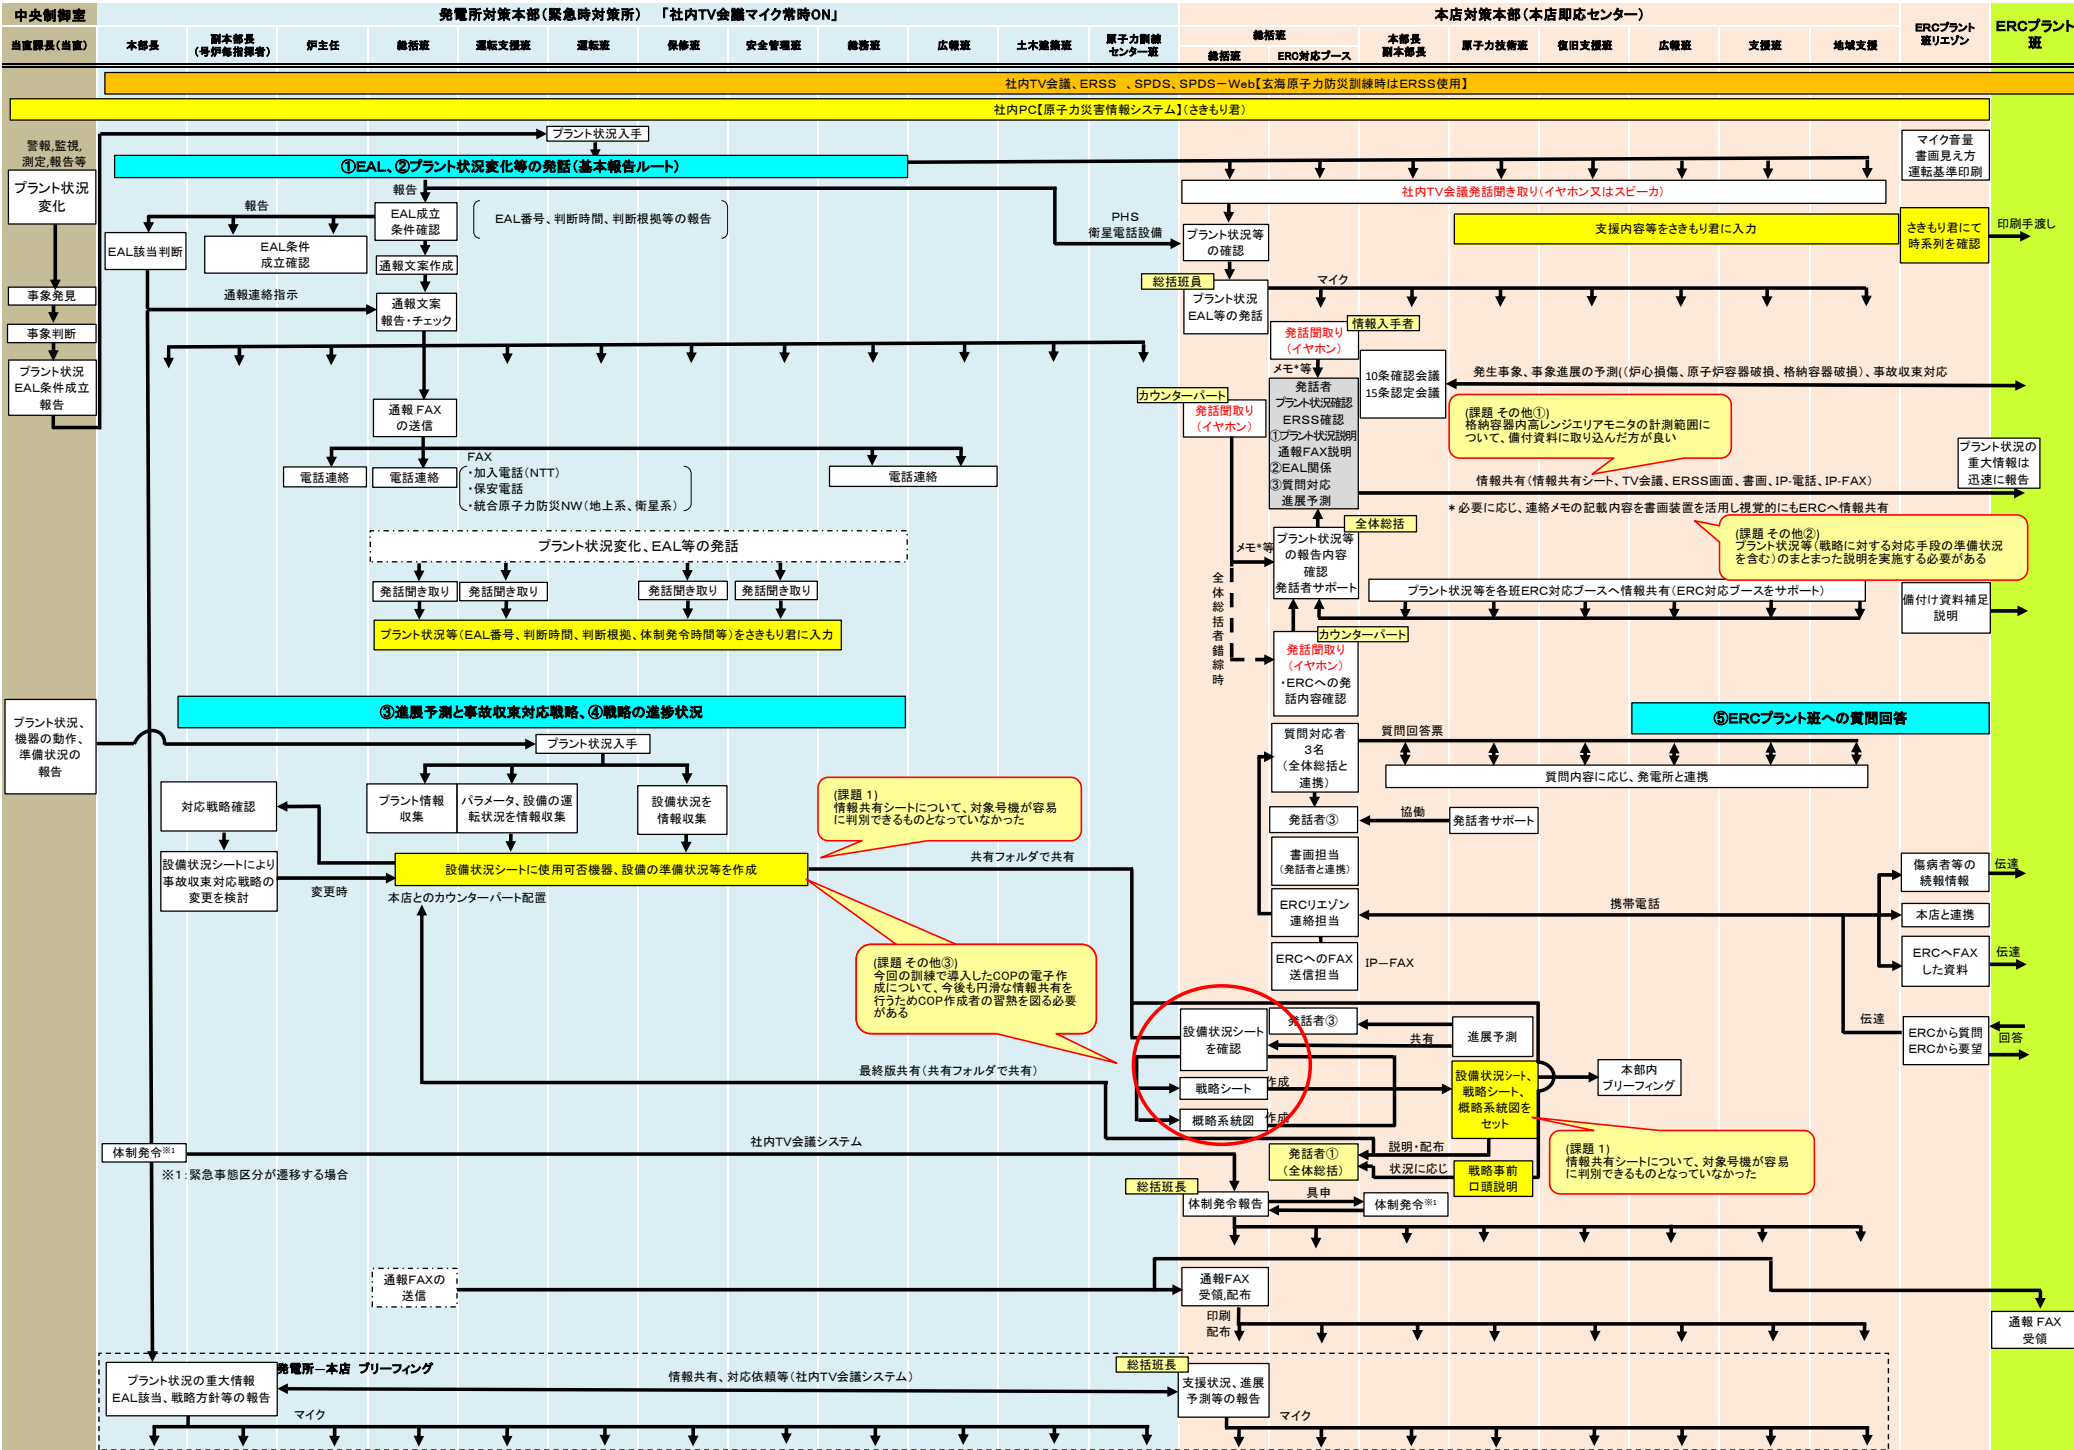 中央制御室
発電所対策本部(緊急時対策所) 「社内TV会議マイク常時ON」
本店対策本部(本店即応センター)
ERCプラント
班リエゾン
ERCプラント
班
当直課長(当直)
本部長
副本部長
(号炉毎指揮者)
炉主任
総括班
運転支援班
運転班
保修班
安全管理班
総務班
広報班
土木建築班
原子力訓練
センター班
総括班
総括班
ERC対応ブース
本部長
副本部長
原子力技術班
復旧支援班
広報班
支援班
地域支援
社内TV会議、ERSS 、SPDS、SPDS-Web【玄海原子力防災訓練時はERSS使用】
社内PC【原子力災害情報システム】(さきもり君)
警報,監視,
測定,報告等
プラント状況
変化
事象発見
事象判断
プラント状況
EAL条件成立
報告
プラント状況入手
①EAL、②プラント状況変化等の発話(基本報告ルート)
報告
報告
EAL成立
条件確認
EAL番号、判断時間、判断根拠等の報告
EAL該当判断
EAL条件
成立確認
通報文案作成
通報連絡指示
通報文案
報告・チェック
PHS
衛星電話設備
社内TV会議発話聞き取り(イヤホン又はスピーカ)
プラント状況等
の確認
支援内容等をさきもり君に入力
マイク音量
書画見え方
運転基準印刷
さきもり君にて
時系列を確認
印刷手渡し
総括班員
プラント状況
EAL等の発話
マイク
情報入手者
発話聞取り
(イヤホン)
メモ*等
10条確認会議
15条認定会議
発生事象、事象進展の予測((炉心損傷、原子炉容器破損、格納容器破損)、事故収束対応
カウンターパート
発話聞取り
(イヤホン)
発話者
プラント状況確認
ERSS確認
①プラント状況説明
通報FAX説明
②EAL関係
③質問対応
進展予測
(課題 その他①)
格納容器内高レンジエリアモニタの計測範囲に
ついて、備付資料に取り込んだ方が良い
プラント状況の
重大情報は
迅速に報告
情報共有(情報共有シート、TV会議、ERSS画面、書画、IP-電話、IP-FAX)
*必要に応じ、連絡メモの記載内容を書画装置を活用し視覚的にもERCへ情報共有
通報 FAX
の送信
電話連絡
電話連絡
FAX
・加入電話(NTT)
・保安電話
・統合原子力防災NW(地上系、衛星系)
電話連絡
プラント状況変化、EAL等の発話
発話聞き取り
発話聞き取り
発話聞き取り
発話聞き取り
プラント状況等(EAL番号、判断時間、判断根拠、体制発令時間等)をさきもり君に入力
全体総括
メモ*等
プラント状況等
の報告内容
確認
発話者サポート
(課題 その他②)
プラント状況等(戦略に対する対応手段の準備状況
を含む)のまとまった説明を実施する必要がある
プラント状況等を各班ERC対応ブースへ情報共有(ERC対応ブースをサポート)
備付け資料補足
説明
全体総括者錯綜時
カウンターパート
発話聞取り
(イヤホン)
・ERCへの発
話内容確認
プラント状況、
機器の動作、
準備状況の
報告
③進展予測と事故収束対応戦略、④戦略の進捗状況
⑤ERCプラント班への質問回答
プラント状況入手
質問対応者
3名
(全体総括と
連携)
質問回答票
質問内容に応じ、発電所と連携
対応戦略確認
プラント情報
収集
パラメータ、設備の運
転状況を情報収集
設備状況を
情報収集
(課題 1)
情報共有シートについて、対象号機が容易
に判別できるものとなっていなかった
発話者③
協働
発話者サポート
設備状況シートにより
事故収束対応戦略の
変更を検討
変更時
設備状況シートに使用可否機器、設備の準備状況等を作成
共有フォルダで共有
書画担当
(発話者と連携)
傷病者等の
続報情報
伝達
本店とのカウンターパート配置
ERCリエゾン
連絡担当
携帯電話
本店と連携
(課題 その他③)
今回の訓練で導入したCOPの電子作
成について、今後も円滑な情報共有を
行うためCOP作成者の習熟を図る必要
がある
ERCへのFAX
送信担当
IP-FAX
ERCへFAX
した資料
伝達
設備状況シート
を確認
発話者③
共有
進展予測
伝達
ERCから質問
ERCから要望
回答
最終版共有(共有フォルダで共有)
戦略シート
作成
設備状況シート、
戦略シート、
概略系統図を
セット
本部内
ブリーフィング
概略系統図
作成
体制発令※1
社内TV会議システム
※1:緊急事態区分が遷移する場合
発話者①
(全体総括)
説明・配布
状況に応じ
戦略事前
口頭説明
(課題 1)
情報共有シートについて、対象号機が容易
に判別できるものとなっていなかった
総括班長
体制発令報告
具申
体制発令※1
通報FAXの
送信
通報FAX
受領,配布
印刷
配布
通報 FAX
受領
発電所-本店 ブリーフィング
プラント状況の重大情報
EAL該当、戦略方針等の報告
情報共有、対応依頼等(社内TV会議システム)
総括班長
支援状況、進展
予測等の報告
マイク
マイク